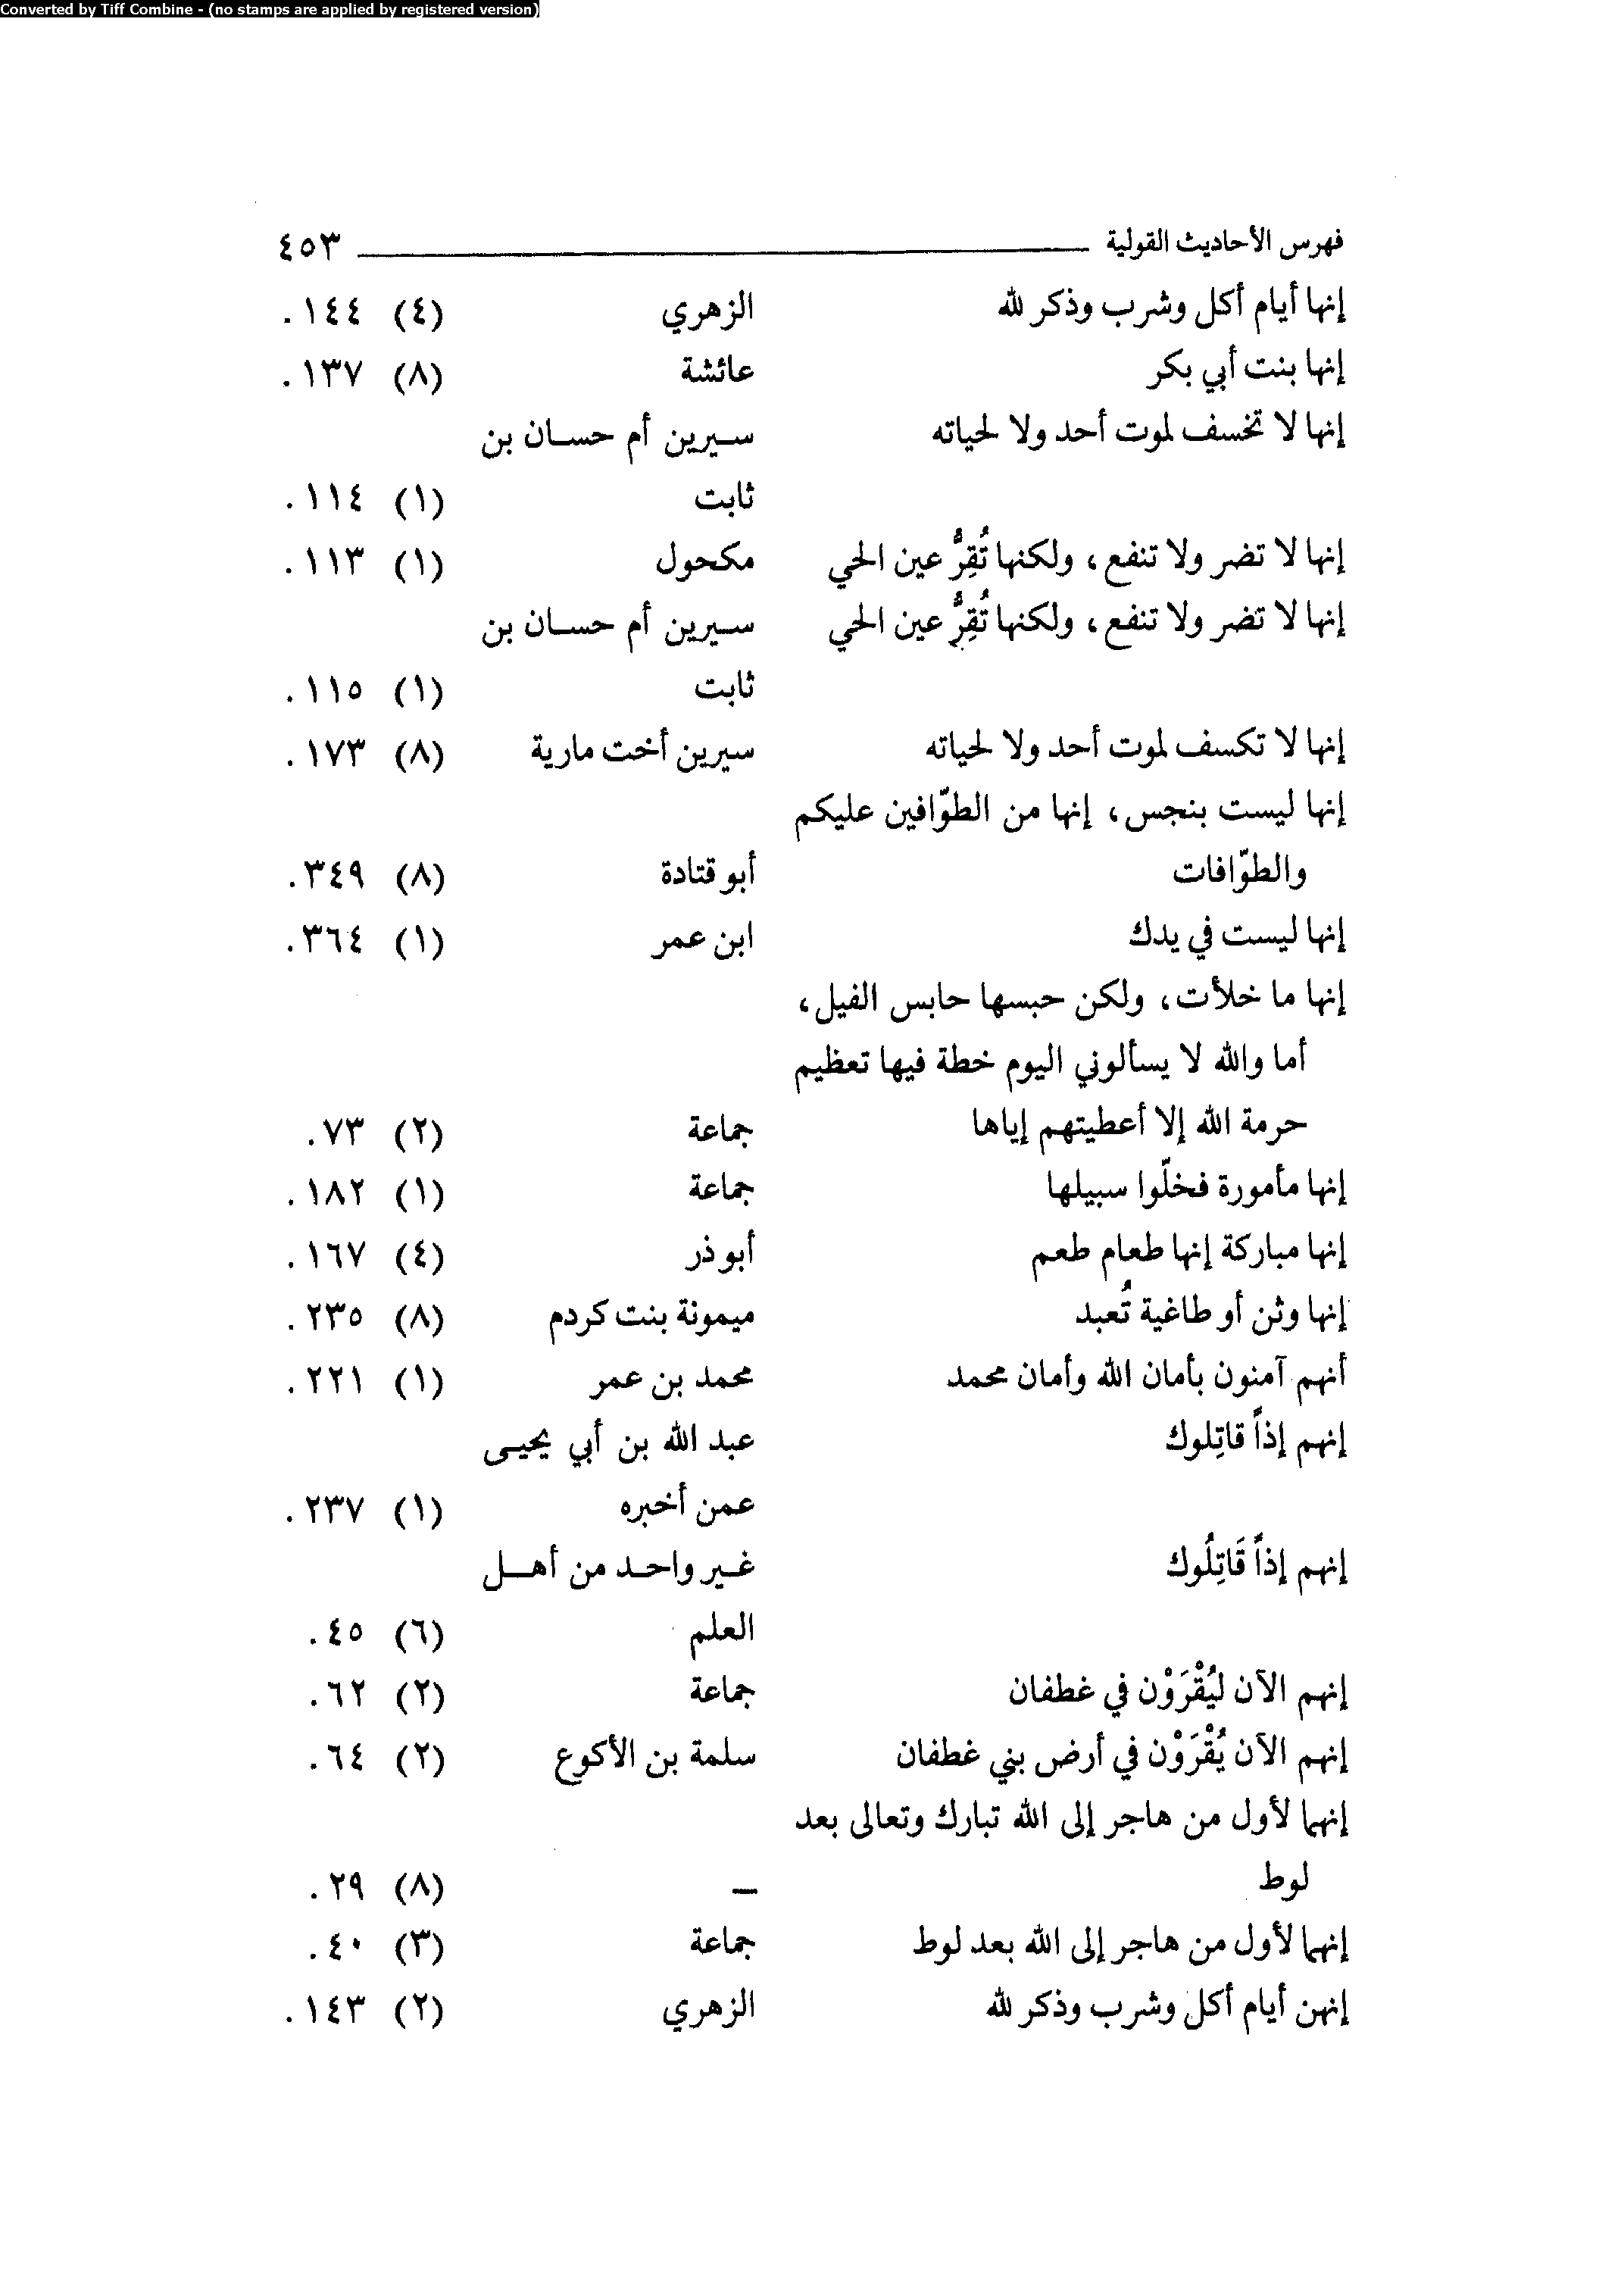 Converted by Tiff Combine - (no stamps are applied by registered version)
فهرس الأحاديث القولية ٤٥٣
إنها أيام أكل وشرب وذكر لله الزهري (٤) ١٤٤ .
إنها بنت أبي بكر عائشة (٨) ١٣٧ .
إنها لا تخسف لموت أحد ولا لحياته سيرين أم حسان بن
ثابت (١) ١١٤ .
إنها لا تضر ولا تنفع، ولكنها تُقِرُّ عين الحي مكحول (١) ١١٣ .
إنها لا تضر ولا تنفع، ولكنها تُقِرُّ عين الحي سيرين أم حسان بن
ثابت (١) ١١٥ .
إنها لا تكسف لموت أحد ولا لحياته سيرين أخت مارية (٨) ١٧٣ .
إنها ليست بنجس، إنها من الطوّافين عليكم
والطوّافات أبو قتادة (٨) ٣٤٩ .
إنها ليست في يدك ابن عمر (١) ٣٦٤ .
إنها ما خلأت، ولكن حبسها حابس الفيل،
أما والله لا يسألوني اليوم خطة فيها تعظيم
حرمة الله إلا أعطيتهم إياها جماعة (٢) ٧٣ .
إنها مأمورة فخلّوا سبيلها جماعة (١) ١٨٢ .
إنها مباركة إنها طعام طعم أبو ذر (٤) ١٦٧ .
إنها وثن أو طاغية تُعبد ميمونة بنت كردم (٨) ٢٣٥ .
أنهم آمنون بأمان الله وأمان محمد محمد بن عمر (١) ٢٢١ .
إنهم إذاً قاتِلوك عبد الله بن أبي يحيى
عمن أخبره (١) ٢٣٧ .
إنهم إذاً قَاتِلُوك غير واحد من أهل
العلم (٦) ٤٥ .
إنهم الآن ليُقْرَوْن في غطفان جماعة (٢) ٦٢ .
إنهم الآن يُقْرَوْن في أرض بني غطفان سلمة بن الأكوع (٢) ٦٤ .
إنهما لأول من هاجر إلى الله تبارك وتعالى بعد
لوط — (٨) ٢٩ .
إنهما لأول من هاجر إلى الله بعد لوط جماعة (٣) ٤٠ .
إنهن أيام أكل وشرب وذكر لله الزهري (٢) ١٤٣ .